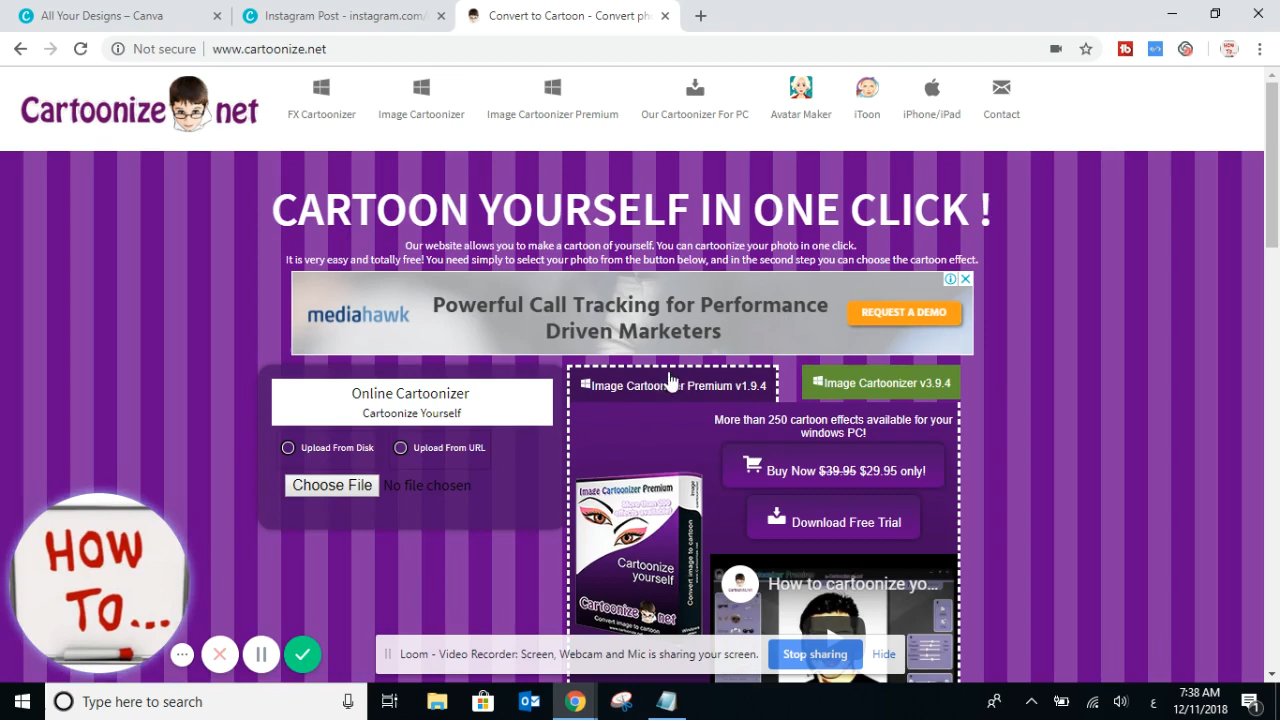 All Your Designs – Canva
Instagram Post - instagram.com/
Convert to Cartoon - Convert ph
Not secure
www.cartoonize.net
Cartoonize net
FX Cartoonizer
Image Cartoonizer
Image Cartoonizer Premium
Our Cartoonizer For PC
Avatar Maker
iToon
iPhone/iPad
Contact
CARTOON YOURSELF IN ONE CLICK !
Our website allows you to make a cartoon of yourself. You can cartoonize your photo in one click.
It is very easy and totally free! You need simply to select your photo from the button below, and in the second step you can choose the cartoon effect.
mediahawk
Powerful Call Tracking for Performance
Driven Marketers
REQUEST A DEMO
Online Cartoonizer
Cartoonize Yourself
Upload From Disk
Upload From URL
Choose File No file chosen
Image Cartoonizer Premium v1.9.4
Image Cartoonizer v3.9.4
More than 250 cartoon effects available for your
windows PC!
Buy Now $39.95 $29.95 only!
Download Free Trial
Image Cartoonizer Premium
Cartoonize
yourself
Cartoonize net
Convert image to cartoon
How to cartoonize yo...
HOW
TO...
Loom - Video Recorder: Screen, Webcam and Mic is sharing your screen.
Stop sharing
Hide
Type here to search
ع
7:38 AM
12/11/2018